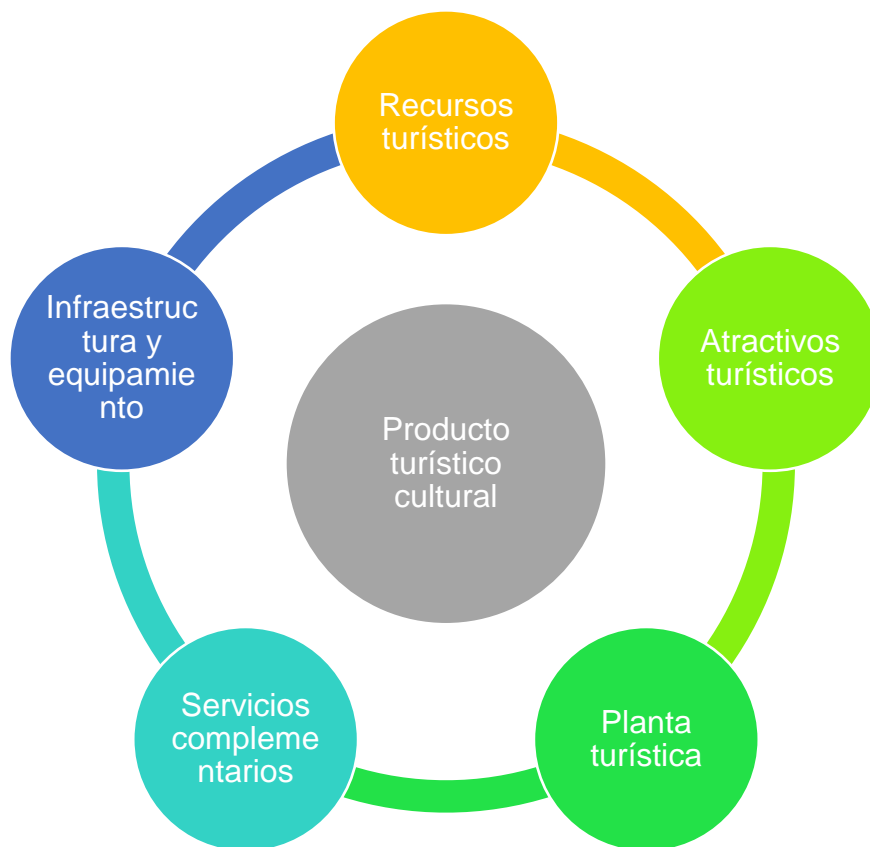 Recursos
turísticos
Atractivos
turísticos
Planta
turística
Servicios
compleme
ntarios
Infraestruc
tura y
equipamie
nto
Producto
turístico
cultural